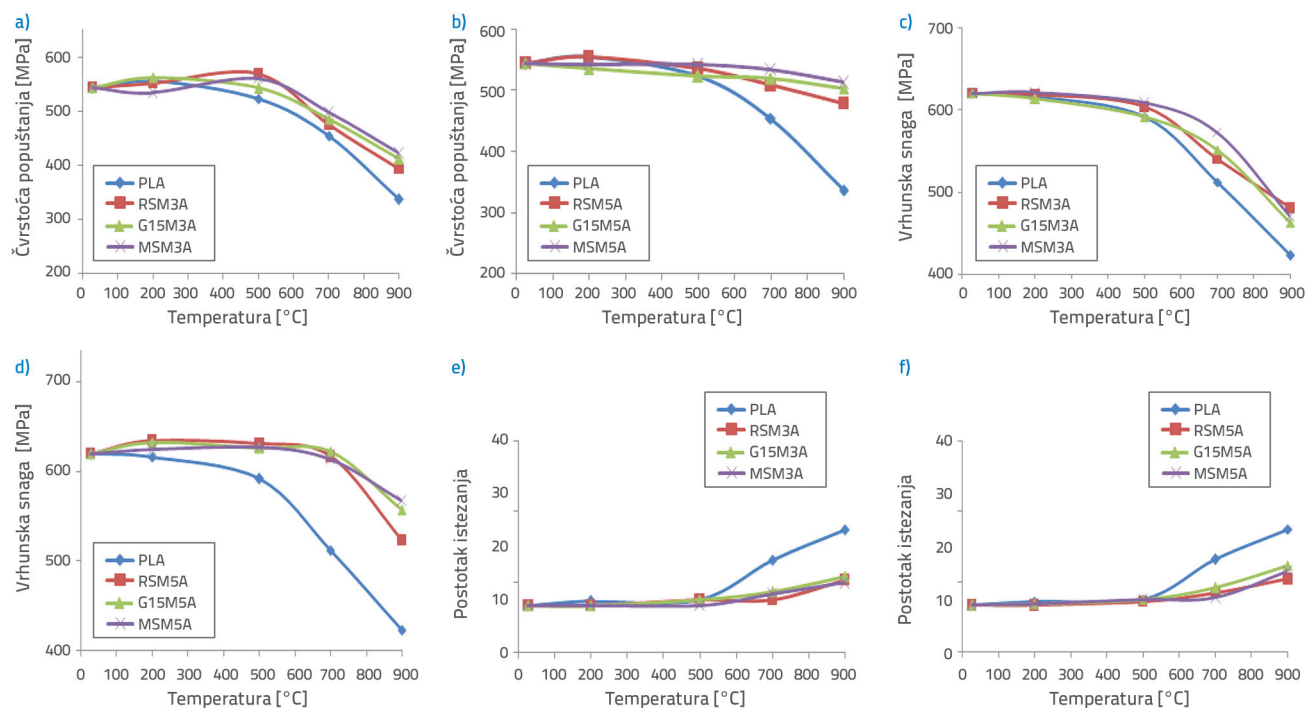 a)
Čvrstoća popuštanja [MPa]
600
500
400
300
200
PLA
RSM3A
G15M3A
MSM3A
0 100 200 300 400 500 600 700 800 900
Temperatura [°C]
b)
Čvrstoća popuštanja [MPa]
600
500
400
300
200
PLA
RSM5A
G15M5A
MSM5A
0 100 200 300 400 500 600 700 800 900
Temperatura [°C]
c)
Vrhunska snaga [MPa]
700
600
500
400
PLA
RSM3A
G15M3A
MSM3A
0 100 200 300 400 500 600 700 800 900
Temperatura [°C]
d)
Vrhunska snaga [MPa]
700
600
500
400
PLA
RSM5A
G15M5A
MSM5A
0 100 200 300 400 500 600 700 800 900
Temperatura [°C]
e)
Postotak istezanja
PLA
RSM3A
G15M3A
MSM3A
40
30
20
10
0
0 100 200 300 400 500 600 700 800 900
Temperatura [°C]
f)
Postotak istezanja
PLA
RSM5A
G15M5A
MSM5A
40
30
20
10
0
0 100 200 300 400 500 600 700 800 900
Temperatura [°C]